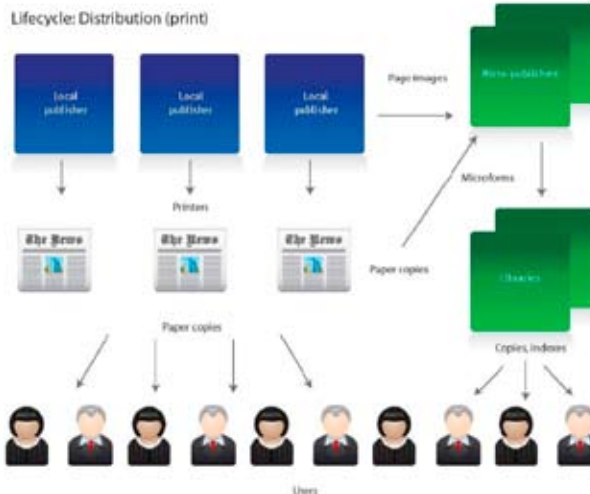 Lifecycle: Distribution (print)
Local
publisher
Local
publisher
Local
publisher
Page images
Micro-publishers
Printers
Microforms
The News
The News
The News
Paper copies
Libraries
Paper copies
Copies, indexes
Users